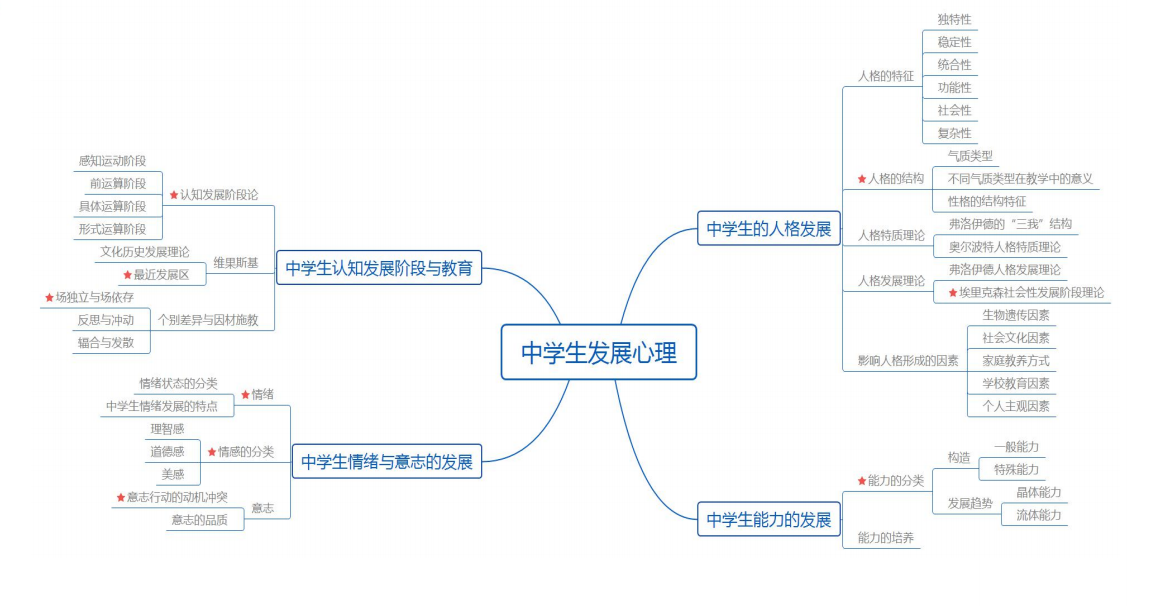 中学生发展心理
中学生认知发展阶段与教育
认知发展阶段论
感知运动阶段
前运算阶段
具体运算阶段
形式运算阶段
维果斯基
文化历史发展理论
最近发展区
个别差异与因材施教
场独立与场依存
反思与冲动
辐合与发散
中学生情绪与意志的发展
情绪
情绪状态的分类
中学生情绪发展的特点
情感的分类
理智感
道德感
美感
意志
意志行动的动机冲突
意志的品质
中学生的人格发展
人格的特征
独特性
稳定性
统合性
功能性
社会性
复杂性
人格的结构
气质类型
不同气质类型在教学中的意义
性格的结构特征
人格特质理论
弗洛伊德的“三我”结构
奥尔波特人格特质理论
人格发展理论
弗洛伊德人格发展理论
埃里克森社会性发展阶段理论
影响人格形成的因素
生物遗传因素
社会文化因素
家庭教养方式
学校教育因素
个人主观因素
中学生能力的发展
能力的分类
构造
一般能力
特殊能力
发展趋势
晶体能力
流体能力
能力的培养